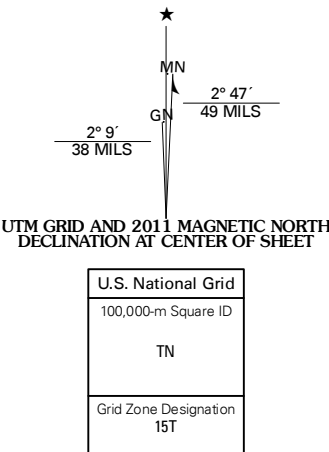 ★
MN
GN
2° 47´
49 MILS
2° 9´
38 MILS
UTM GRID AND 2011 MAGNETIC NORTH
DECLINATION AT CENTER OF SHEET
U.S. National Grid
100,000-m Square ID
TN
Grid Zone Designation
15T